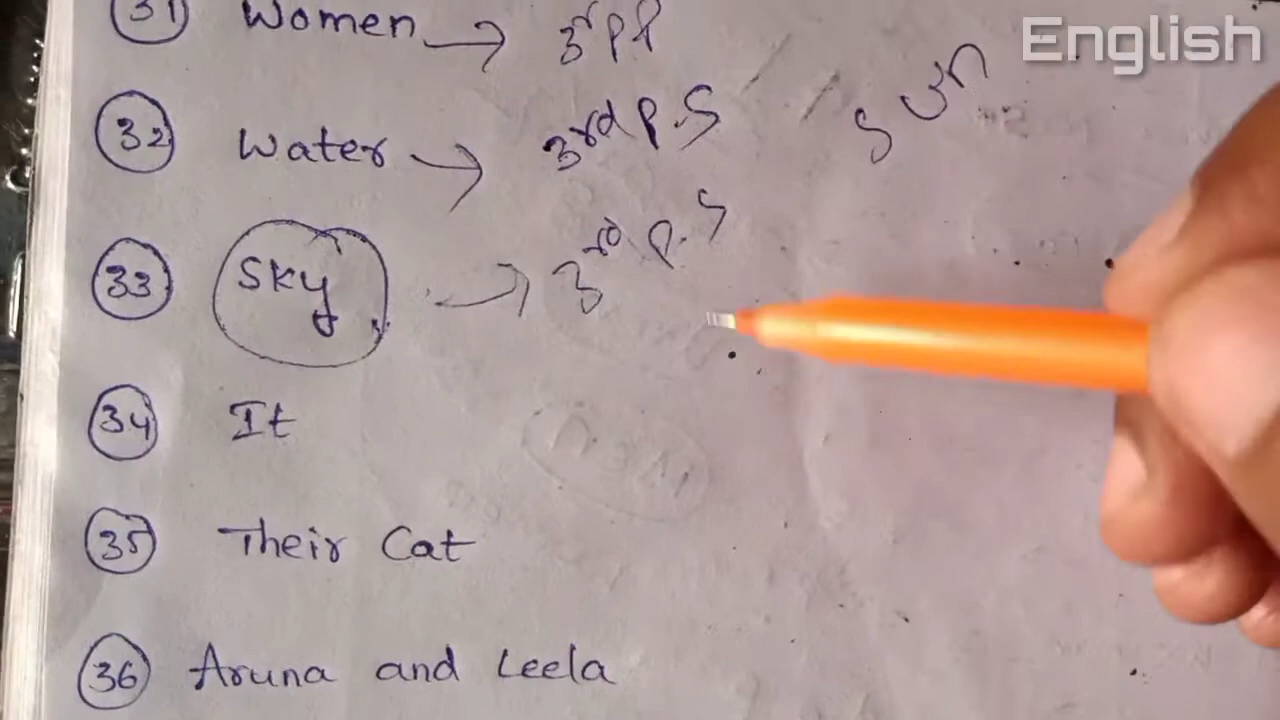 English
31 Women → 3r p p
sun
32 Water → 3rd p.s
33 Sky → 3rd p.s
34 It
35 Their Cat
36 Aruna and Leela